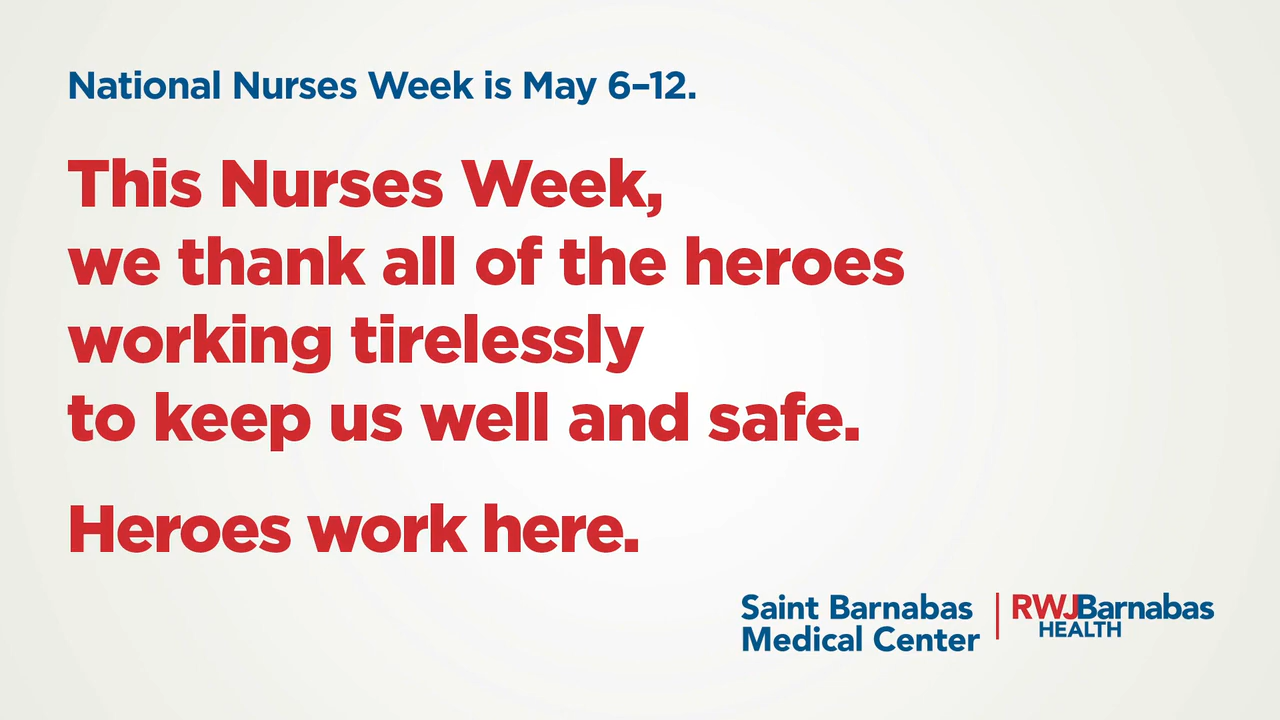 National Nurses Week is May 6–12.
This Nurses Week,
we thank all of the heroes
working tirelessly
to keep us well and safe.
Heroes work here.
Saint Barnabas
Medical Center
RWJBarnabas
HEALTH